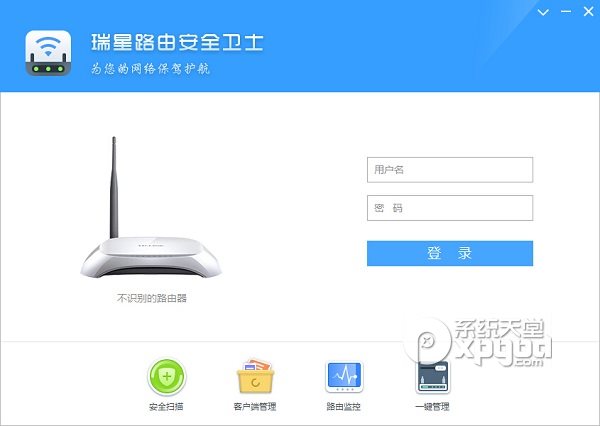 瑞星路由安全卫士
为您的网络保驾护航
用户名
密 码
登 录
不识别的路由器
系统天堂
xpgod
安全扫描
客户端管理
路由监控
一键管理